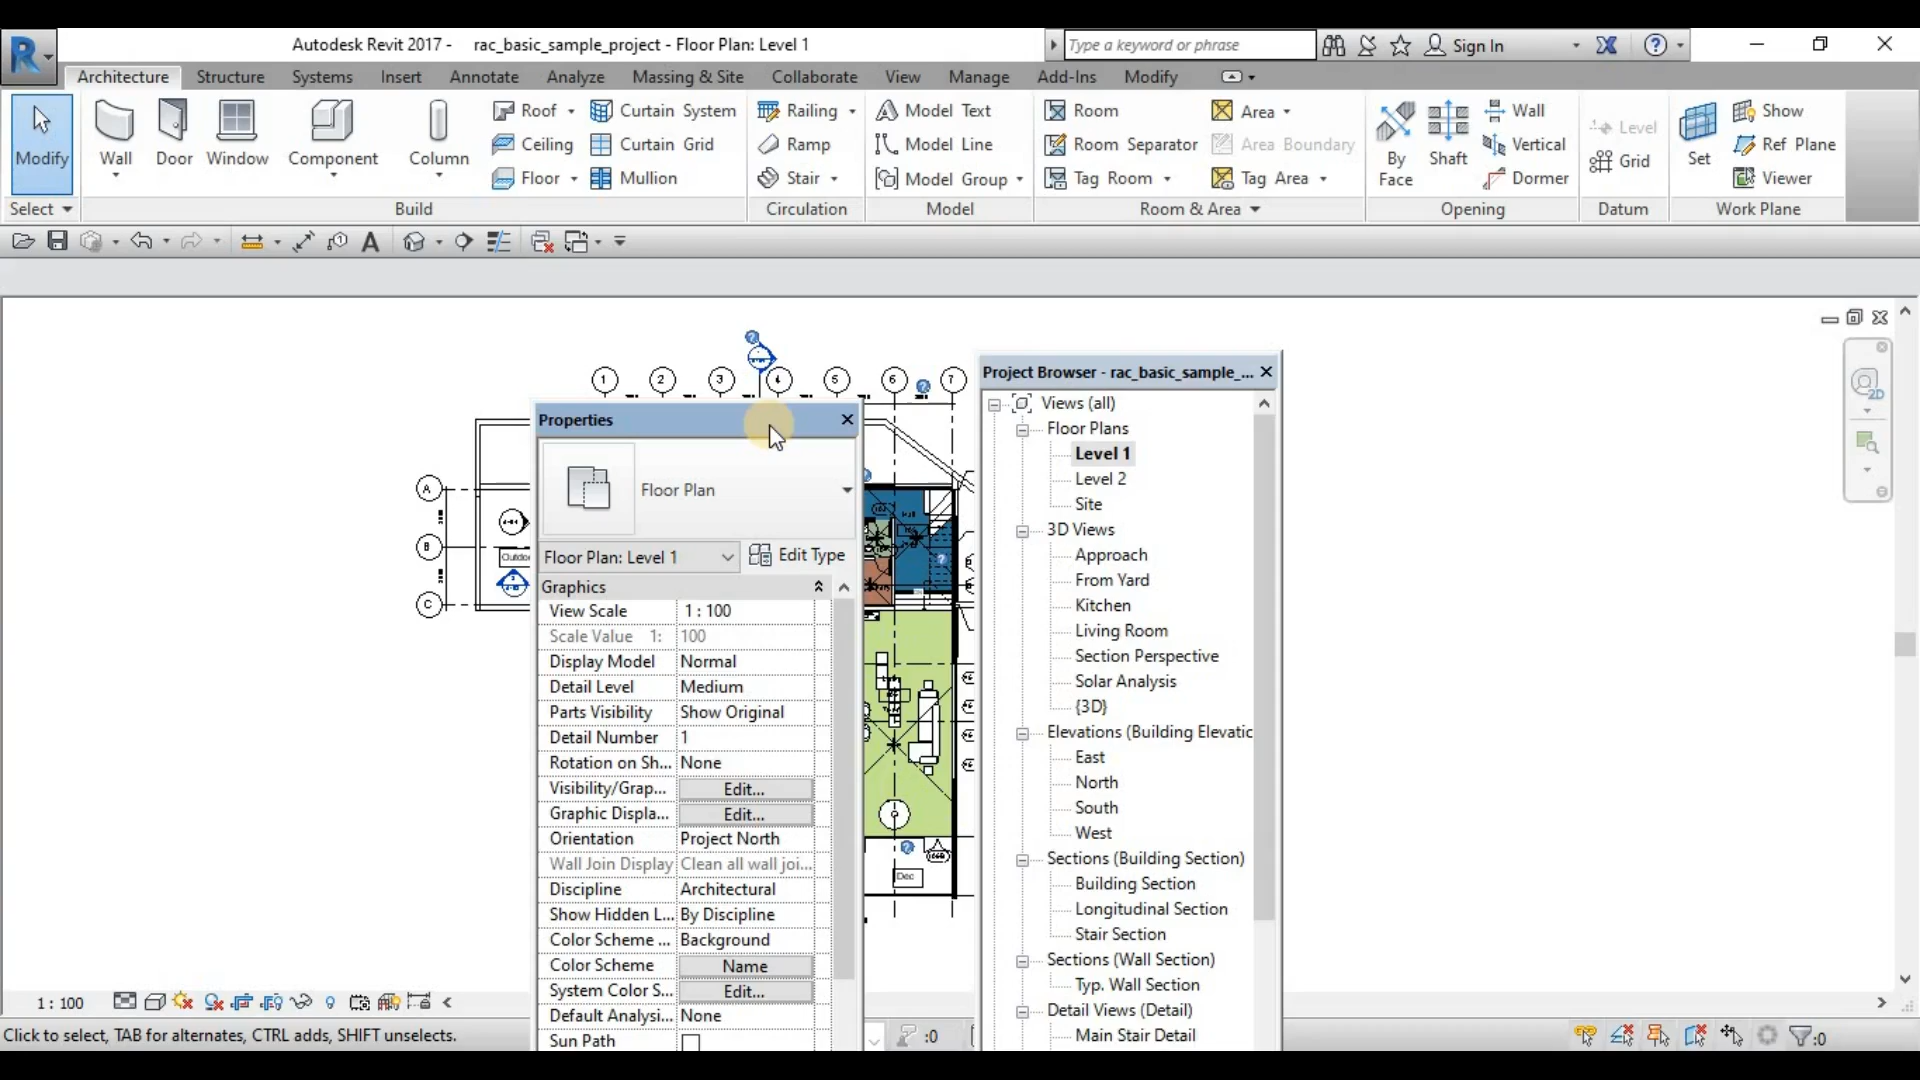 Autodesk Revit 2017 - rac_basic_sample_project - Floor Plan: Level 1
Type a keyword or phrase
Sign In
Architecture Structure Systems Insert Annotate Analyze Massing & Site Collaborate View Manage Add-Ins Modify
Modify
Wall
Door
Window
Component
Column
Roof
Ceiling
Floor
Curtain System
Curtain Grid
Mullion
Railing
Ramp
Stair
Model Text
Model Line
Model Group
Room
Room Separator
Tag Room
Area
Area Boundary
Tag Area
By
Face
Shaft
Wall
Vertical
Dormer
Level
Grid
Set
Show
Ref Plane
Viewer
Select
Build
Circulation
Model
Room & Area
Opening
Datum
Work Plane
1 2 3 4 5 6 7
A
B
C
Properties
Floor Plan
Floor Plan: Level 1
Edit Type
Graphics
View Scale 1 : 100
Scale Value 1: 100
Display Model Normal
Detail Level Medium
Parts Visibility Show Original
Detail Number 1
Rotation on Sh... None
Visibility/Grap... Edit...
Graphic Displa... Edit...
Orientation Project North
Wall Join Display Clean all wall joi...
Discipline Architectural
Show Hidden L... By Discipline
Color Scheme ... Background
Color Scheme Name
System Color S... Edit...
Default Analysi... None
Sun Path
Dec
Project Browser - rac_basic_sample_...
Views (all)
Floor Plans
Level 1
Level 2
Site
3D Views
Approach
From Yard
Kitchen
Living Room
Section Perspective
Solar Analysis
{3D}
Elevations (Building Elevatic
East
North
South
West
Sections (Building Section)
Building Section
Longitudinal Section
Stair Section
Sections (Wall Section)
Typ. Wall Section
Detail Views (Detail)
Main Stair Detail
2D
1 : 100
Click to select, TAB for alternates, CTRL adds, SHIFT unselects.
:0
:0